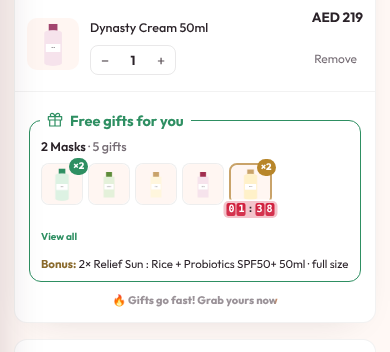 AED 219
Dynasty Cream 50ml
− 1 +
Remove
Free gifts for you
2 Masks · 5 gifts
×2
×2
01:38
View all
Bonus: 2× Relief Sun : Rice + Probiotics SPF50+ 50ml · full size
🔥 Gifts go fast! Grab yours now